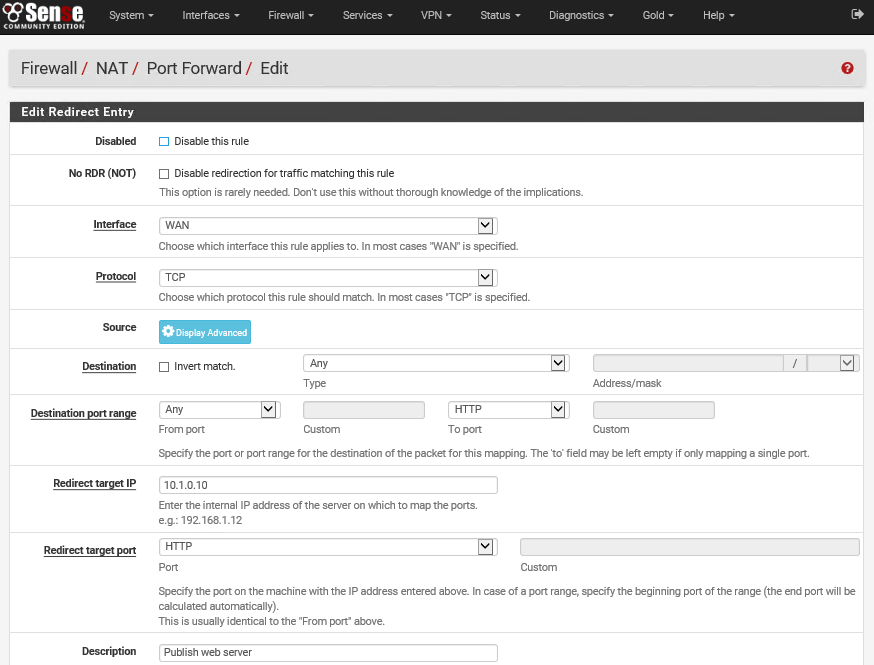 Sense
COMMUNITY EDITION
System Interfaces Firewall Services VPN Status Diagnostics Gold Help
Firewall / NAT / Port Forward / Edit
Edit Redirect Entry
Disabled Disable this rule
No RDR (NOT) Disable redirection for traffic matching this rule
This option is rarely needed. Don't use this without thorough knowledge of the implications.
Interface WAN
Choose which interface this rule applies to. In most cases "WAN" is specified.
Protocol TCP
Choose which protocol this rule should match. In most cases "TCP" is specified.
Source Display Advanced
Destination Invert match. Any /
Type Address/mask
Destination port range Any HTTP
From port Custom To port Custom
Specify the port or port range for the destination of the packet for this mapping. The 'to' field may be left empty if only mapping a single port.
Redirect target IP 10.1.0.10
Enter the internal IP address of the server on which to map the ports.
e.g.: 192.168.1.12
Redirect target port HTTP
Port Custom
Specify the port on the machine with the IP address entered above. In case of a port range, specify the beginning port of the range (the end port will be
calculated automatically).
This is usually identical to the "From port" above.
Description Publish web server